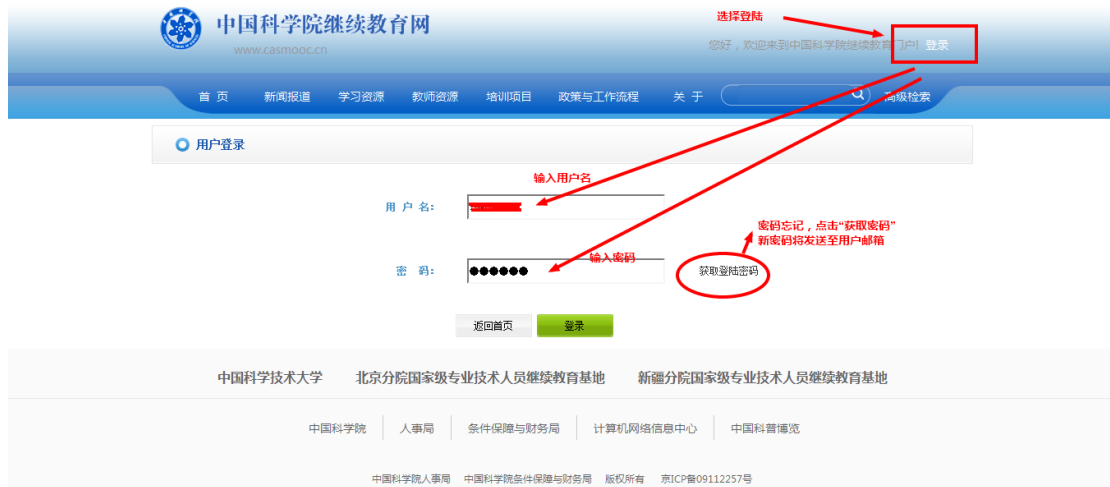 中国科学院继续教育网
www.casmooc.cn
选择登陆
您好，欢迎来到中国科学院继续教育门户! 登录
首 页 新闻报道 学习资源 教师资源 培训项目 政策与工作流程 关 于 高级检索
用户登录
输入用户名
用 户 名:
密码忘记，点击“获取密码”
新密码将发送至用户邮箱
输入密码
密 码:
获取登陆密码
返回首页 登录
中国科学技术大学 北京分院国家级专业技术人员继续教育基地 新疆分院国家级专业技术人员继续教育基地
中国科学院 人事局 条件保障与财务局 计算机网络信息中心 中国科普博览
中国科学院人事局 中国科学院条件保障与财务局 版权所有 京ICP备09112257号